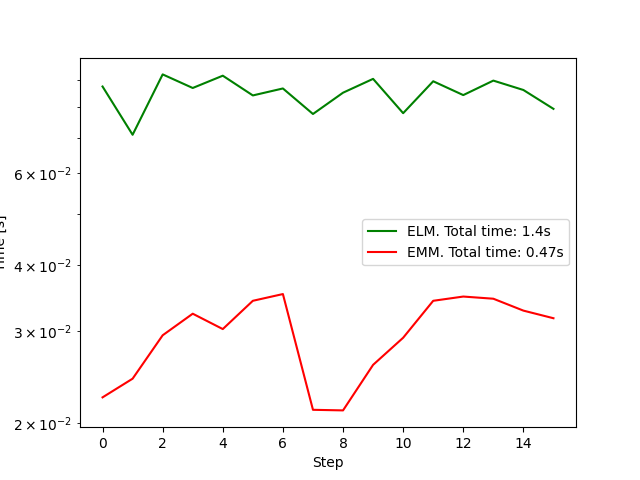 6 × 10⁻²
4 × 10⁻²
3 × 10⁻²
2 × 10⁻²
Time [s]
ELM. Total time: 1.4s
EMM. Total time: 0.47s
0 2 4 6 8 10 12 14
Step